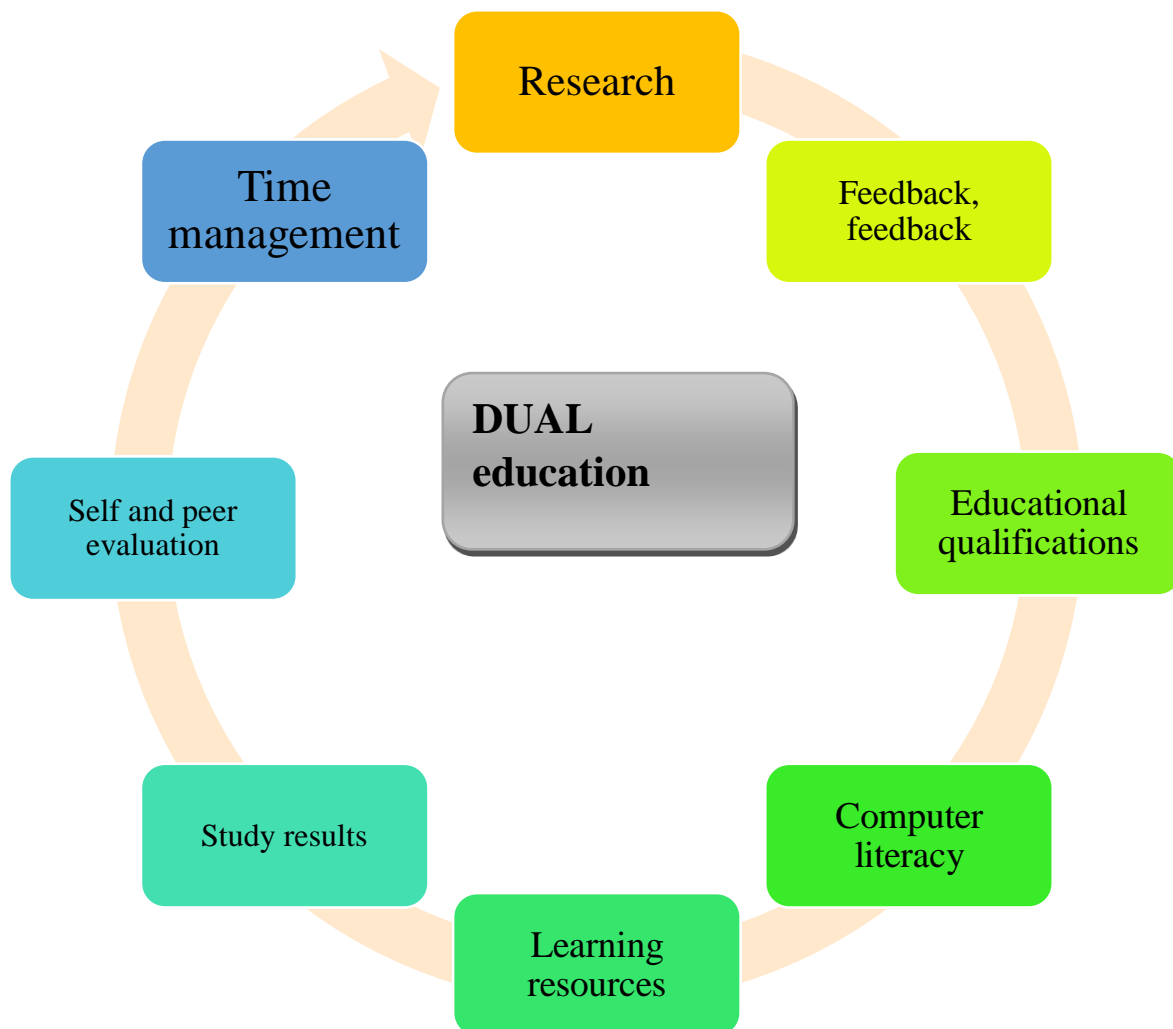 Research
Feedback,
feedback
Educational
qualifications
Computer
literacy
Learning
resources
Study results
Self and peer
evaluation
Time
management
DUAL
education